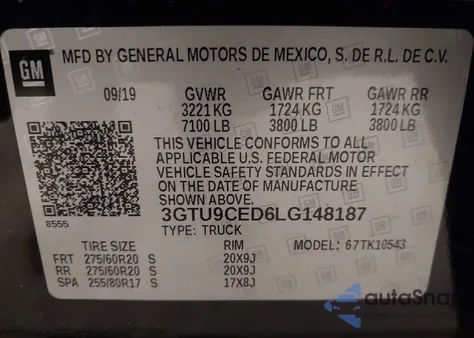 GM MFD BY GENERAL MOTORS DE MEXICO, S. DE R.L. DE C.V.
09/19 GVWR GAWR FRT GAWR RR
3221 KG 1724 KG 1724 KG
7100 LB 3800 LB 3800 LB
THIS VEHICLE CONFORMS TO ALL
APPLICABLE U.S. FEDERAL MOTOR
VEHICLE SAFETY STANDARDS IN EFFECT
ON THE DATE OF MANUFACTURE
SHOWN ABOVE.
8555 3GTU9CED6LG148187
TYPE: TRUCK
TIRE SIZE RIM MODEL: 67TK10543
FRT 275/60R20 S 20X9J
RR 275/60R20 S 20X9J
SPA 255/80R17 S 17X8J
autoSnap